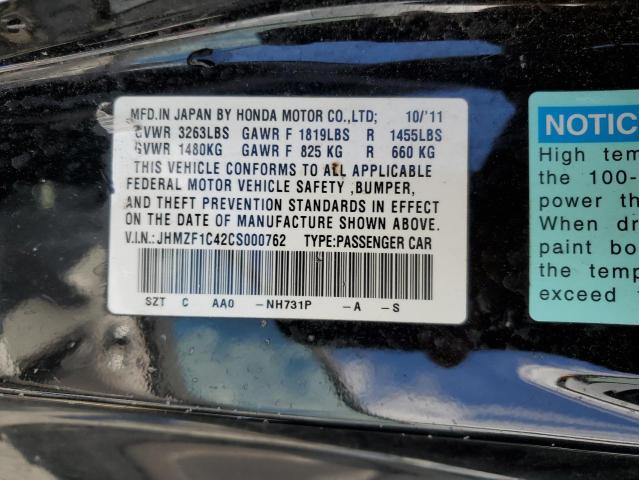 MFD.IN JAPAN BY HONDA MOTOR CO.,LTD; 10/'11
GVWR 3263LBS GAWR F 1819LBS R 1455LBS
GVWR 1480KG GAWR F 825 KG R 660 KG
THIS VEHICLE CONFORMS TO ALL APPLICABLE
FEDERAL MOTOR VEHICLE SAFETY ,BUMPER,
AND THEFT PREVENTION STANDARDS IN EFFECT
ON THE DATE OF MANUFACTURE SHOWN ABOVE.
V.I.N.:JHMZF1C42CS000762 TYPE:PASSENGER CAR
SZT C AA0 -NH731P -A -S
NOTIC
High tem
the 100-
power th
When dr
paint bo
the temp
exceed